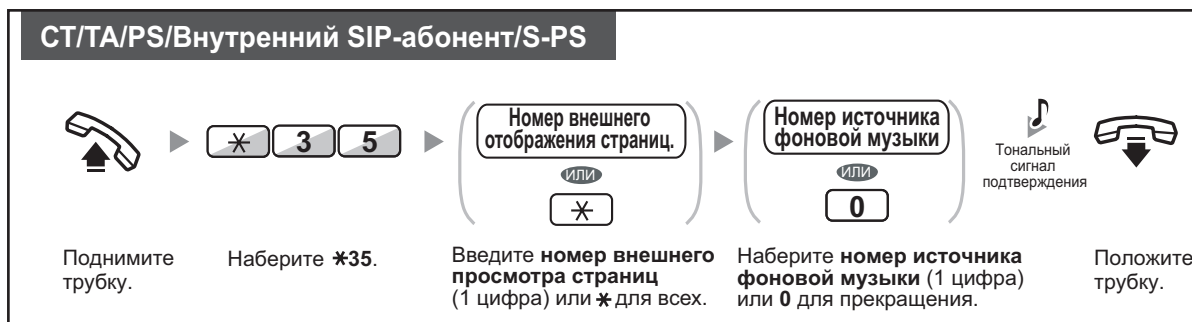 СТ/ТА/PS/Внутренний SIP-абонент/S-PS
✳ 3 5
Номер внешнего
отображения страниц.
ИЛИ
✳
Номер источника
фоновой музыки
ИЛИ
0
Тональный
сигнал
подтверждения
Поднимите
трубку.
Наберите ✳35.
Введите номер внешнего
просмотра страниц
(1 цифра) или ✳ для всех.
Наберите номер источника
фоновой музыки (1 цифра)
или 0 для прекращения.
Положите
трубку.